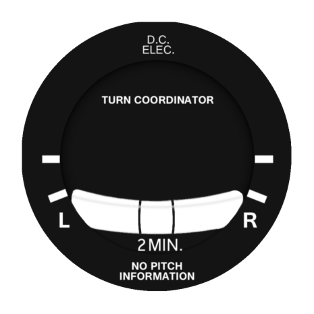 D.C.
ELEC.
TURN COORDINATOR
L
R
2 MIN.
NO PITCH
INFORMATION